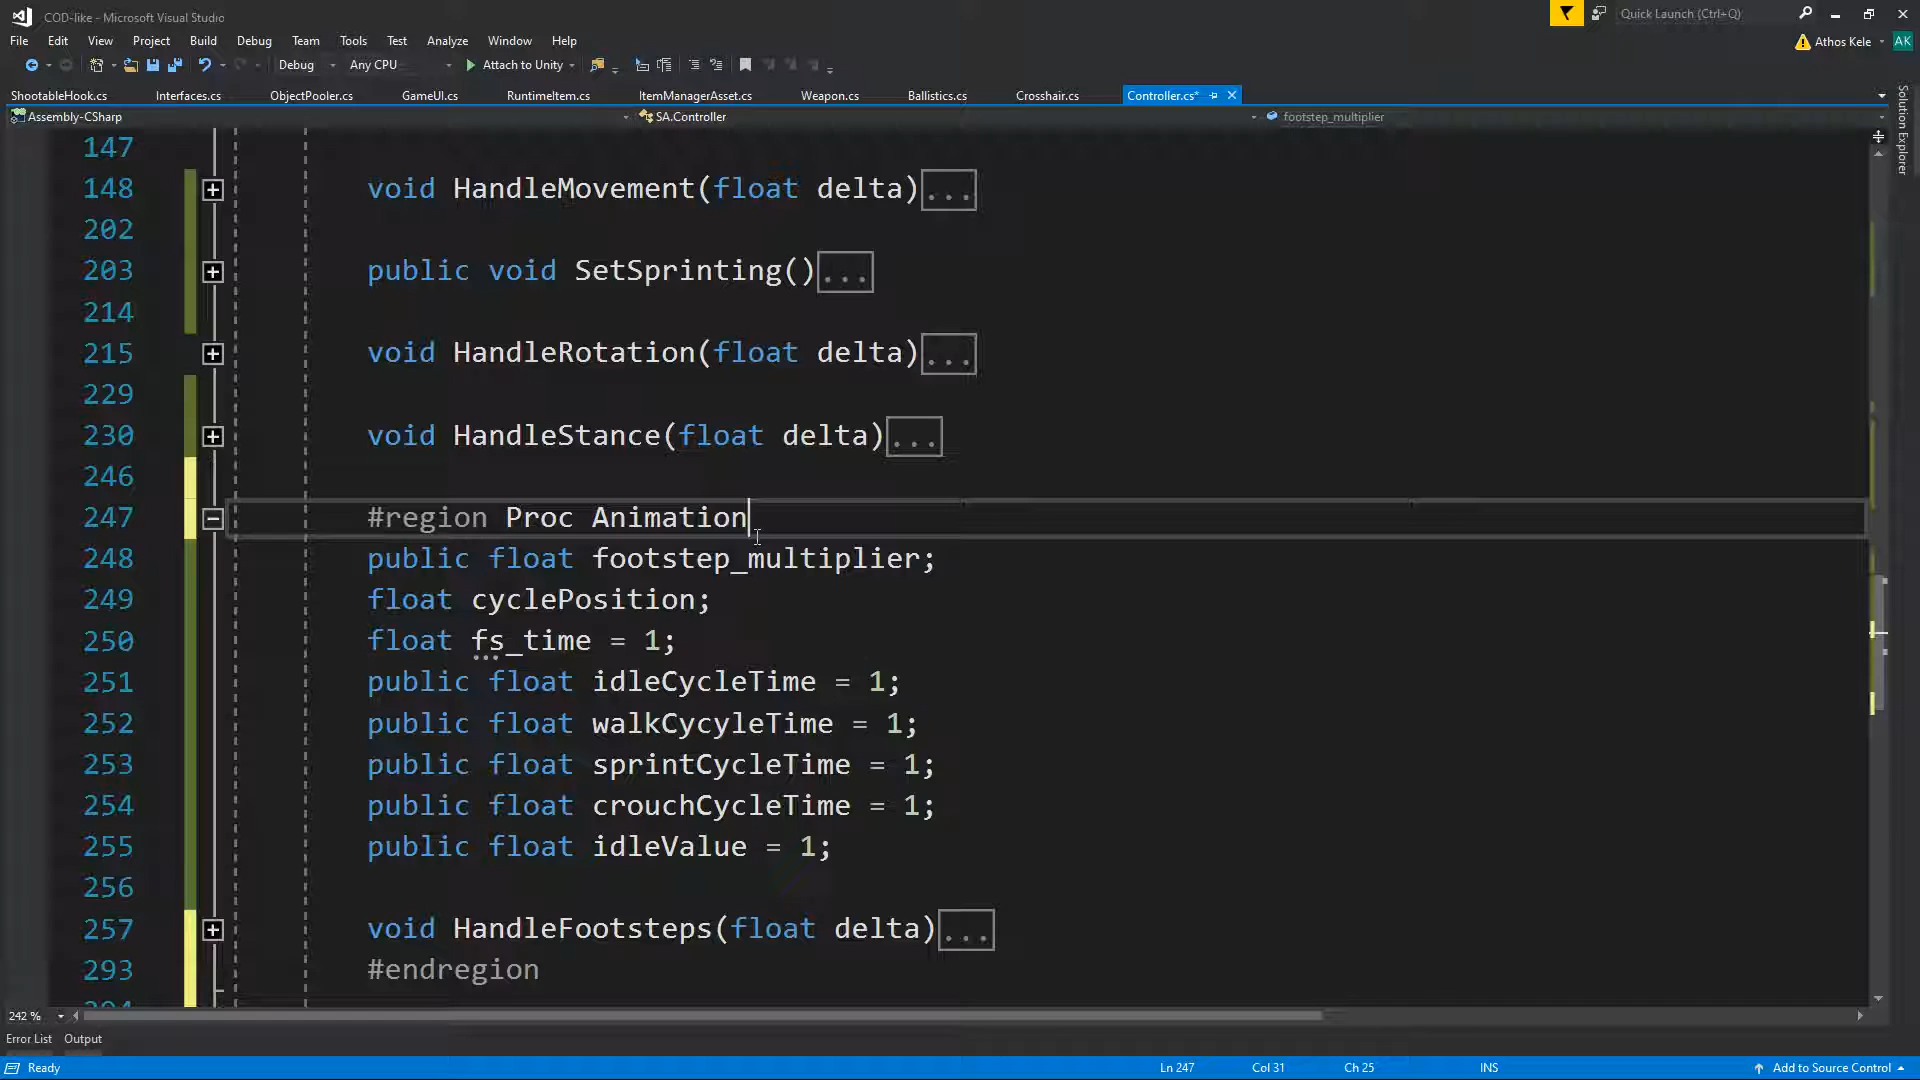 COD-like - Microsoft Visual Studio
Quick Launch (Ctrl+Q)
File Edit View Project Build Debug Team Tools Test Analyze Window Help
Athos Kele AK
Debug Any CPU Attach to Unity
ShootableHook.cs Interfaces.cs ObjectPooler.cs GameUI.cs RuntimeItem.cs ItemManagerAsset.cs Weapon.cs Ballistics.cs Crosshair.cs Controller.cs*
Assembly-CSharp SA.Controller footstep_multiplier
Solution Explorer
147
148 void HandleMovement(float delta)...
202
203 public void SetSprinting()...
214
215 void HandleRotation(float delta)...
229
230 void HandleStance(float delta)...
246
247 #region Proc Animation
248 public float footstep_multiplier;
249 float cyclePosition;
250 float fs_time = 1;
251 public float idleCycleTime = 1;
252 public float walkCycyleTime = 1;
253 public float sprintCycleTime = 1;
254 public float crouchCycleTime = 1;
255 public float idleValue = 1;
256
257 void HandleFootsteps(float delta)...
293 #endregion
294
242 %
Error List Output
Ready Ln 247 Col 31 Ch 25 INS Add to Source Control